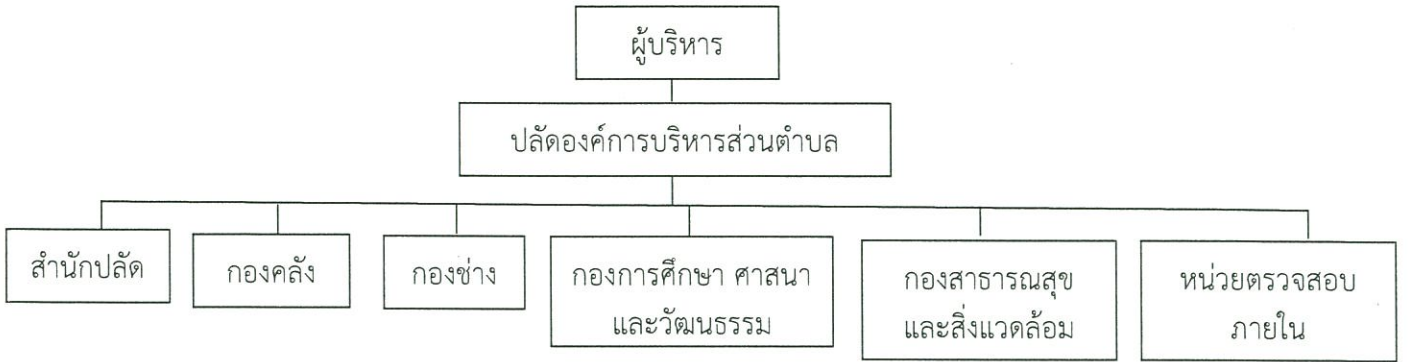 ผู้บริหาร
ปลัดองค์การบริหารส่วนตำบล
สำนักปลัด
กองคลัง
กองช่าง
กองการศึกษา ศาสนา
และวัฒนธรรม
กองสาธารณสุข
และสิ่งแวดล้อม
หน่วยตรวจสอบ
ภายใน